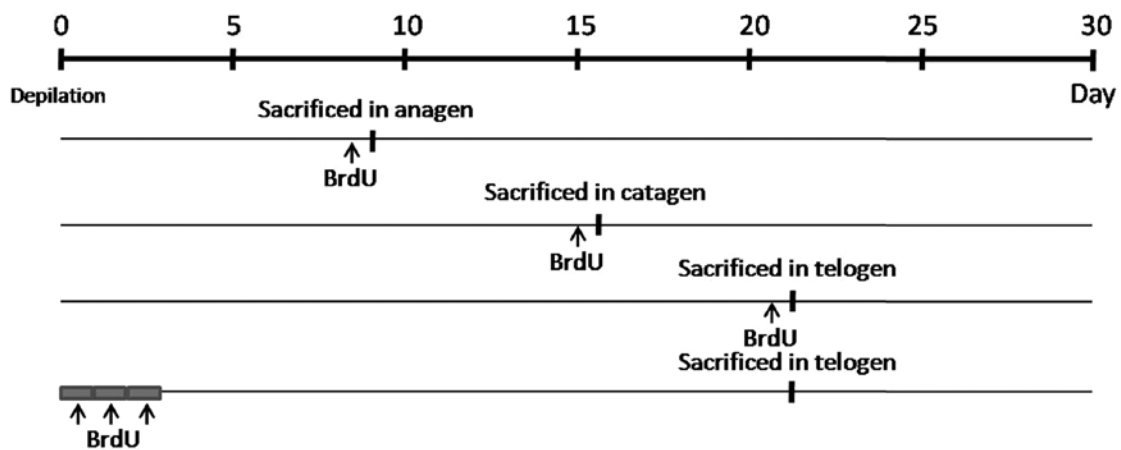 0 5 10 15 20 25 30
Depilation
Day
Sacrificed in anagen
BrdU
Sacrificed in catagen
BrdU
Sacrificed in telogen
BrdU
Sacrificed in telogen
BrdU